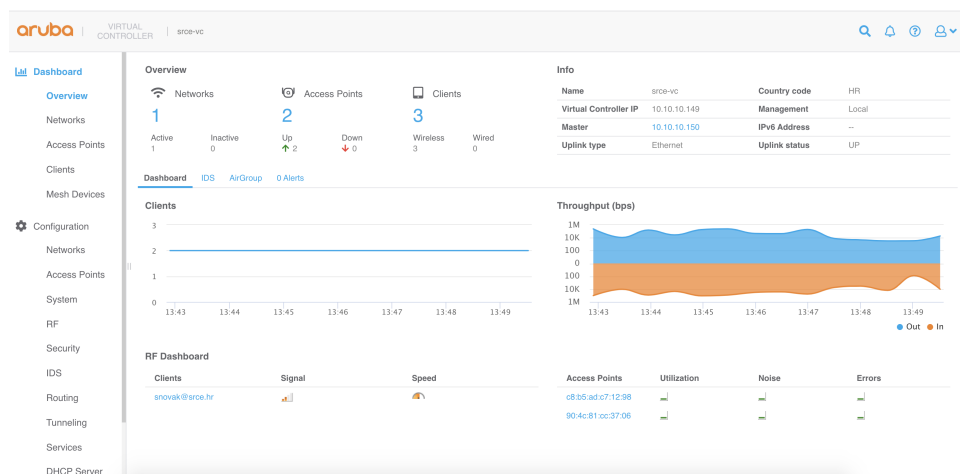 aruba
VIRTUAL
CONTROLLER
srce-vc
Dashboard
Overview
Networks
Access Points
Clients
Mesh Devices
Configuration
Networks
Access Points
System
RF
Security
IDS
Routing
Tunneling
Services
DHCP Server
Overview
Networks
1
Active Inactive
1 0
Access Points
2
Up Down
2 0
Clients
3
Wireless Wired
3 0
Info
Name srce-vc Country code HR
Virtual Controller IP 10.10.10.149 Management Local
Master 10.10.10.150 IPv6 Address --
Uplink type Ethernet Uplink status UP
Dashboard IDS AirGroup 0 Alerts
Clients
3
2
1
0
13:43 13:44 13:45 13:46 13:47 13:48 13:49
Throughput (bps)
1M
10K
100
0
100
10K
1M
13:43 13:44 13:45 13:46 13:47 13:48 13:49
Out In
RF Dashboard
Clients Signal Speed
snovak@srce.hr
Access Points Utilization Noise Errors
c8:b5:ad:c7:12:98
90:4c:81:cc:37:06